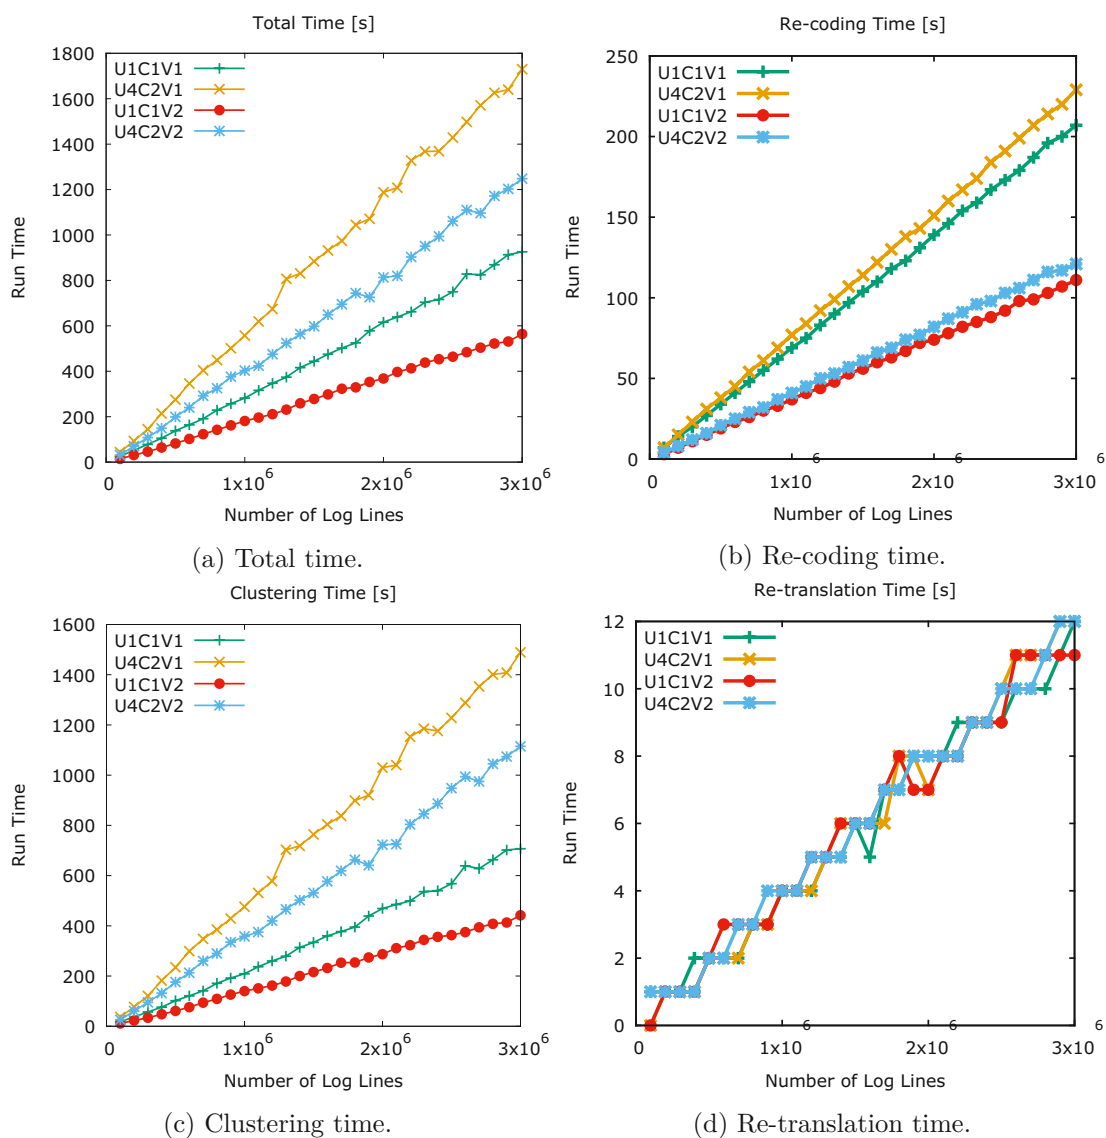 Total Time [s]
1800
1600
1400
1200
1000
800
600
400
200
0
U1C1V1
U4C2V1
U1C1V2
U4C2V2
Run Time
0
1x10^6
2x10^6
3x10^6
Number of Log Lines
(a) Total time.
Re-coding Time [s]
250
200
150
100
50
0
U1C1V1
U4C2V1
U1C1V2
U4C2V2
Run Time
0
1x10^6
2x10^6
3x10^6
Number of Log Lines
(b) Re-coding time.
Clustering Time [s]
1600
1400
1200
1000
800
600
400
200
0
U1C1V1
U4C2V1
U1C1V2
U4C2V2
Run Time
0
1x10^6
2x10^6
3x10^6
Number of Log Lines
(c) Clustering time.
Re-translation Time [s]
12
10
8
6
4
2
0
U1C1V1
U4C2V1
U1C1V2
U4C2V2
Run Time
0
1x10^6
2x10^6
3x10^6
Number of Log Lines
(d) Re-translation time.